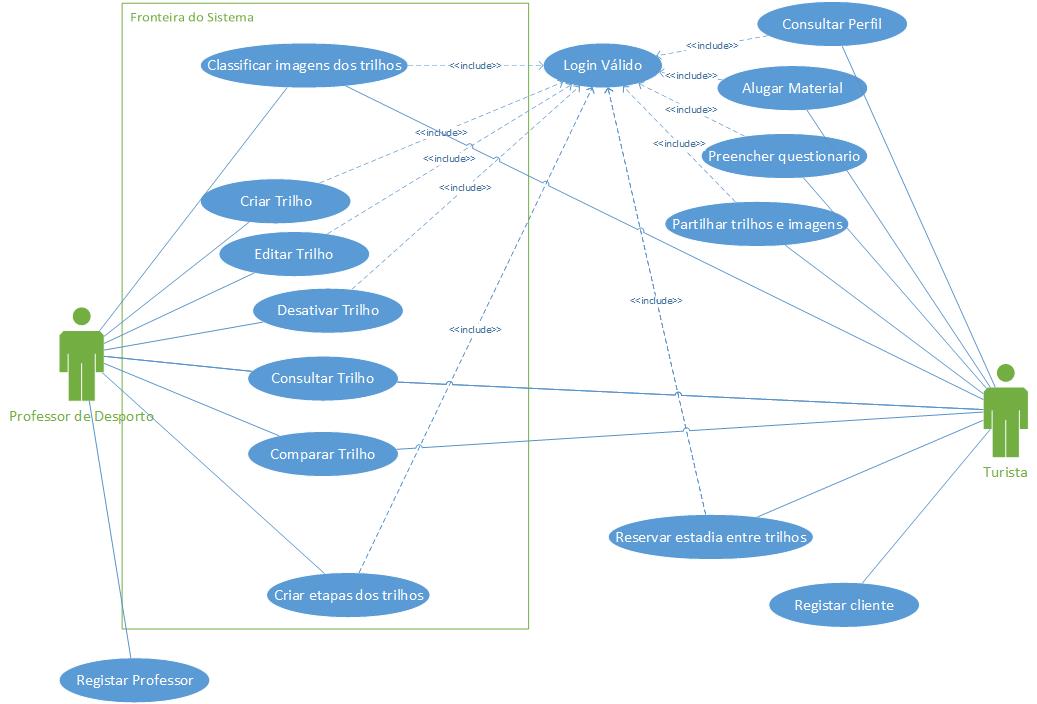 Fronteira do Sistema
Consultar Perfil
<<include>>
Classificar imagens dos trilhos
<<include>>
Login Válido
<<include>>
Alugar Material
<<include>>
<<include>>
<<include>>
Preencher questionario
<<include>>
<<include>>
Criar Trilho
Partilhar trilhos e imagens
Editar Trilho
<<include>>
Desativar Trilho
<<include>>
Consultar Trilho
Professor de Desporto
Comparar Trilho
Turista
Reservar estadia entre trilhos
Criar etapas dos trilhos
Registar cliente
Registar Professor